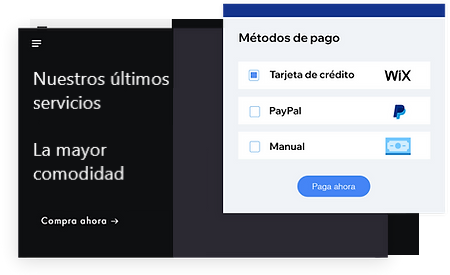 Nuestros últimos
servicios
La mayor
comodidad
Compra ahora →
Métodos de pago
Tarjeta de crédito WiX
PayPal
Manual
Paga ahora